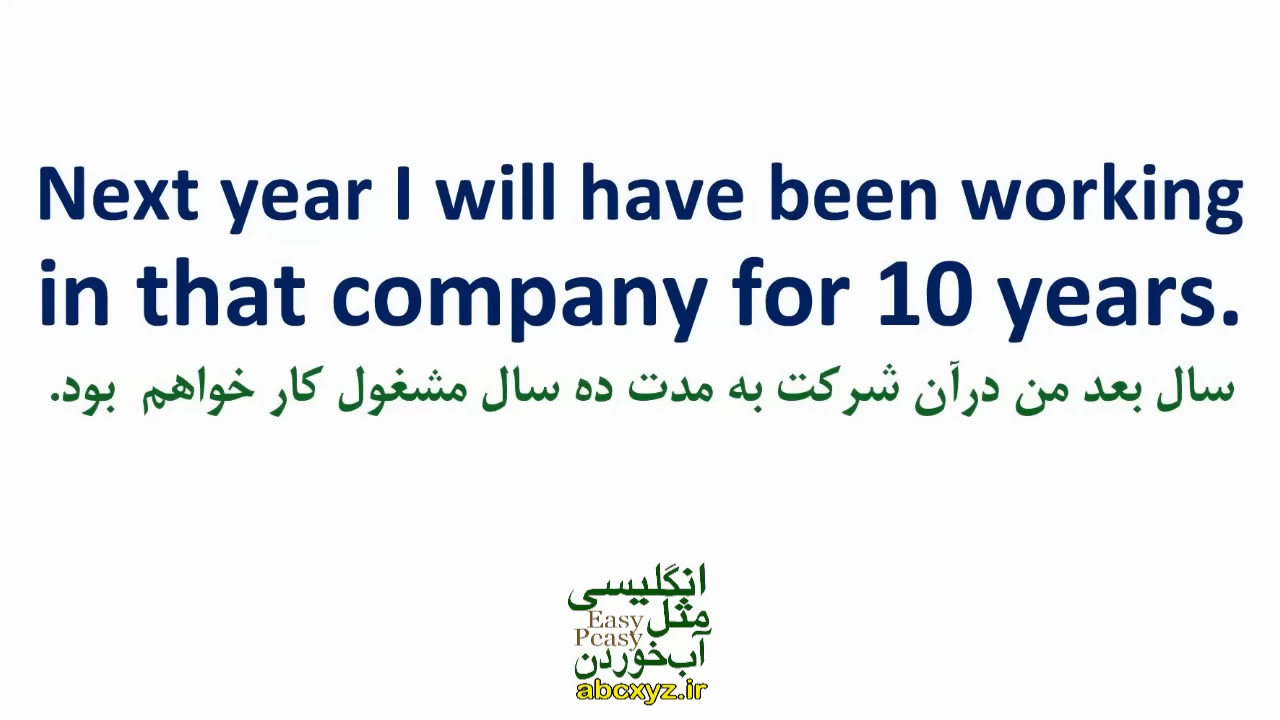 Next year I will have been working
in that company for 10 years.
سال بعد من درآن شرکت به مدت ده سال مشغول کار خواهم بود.
انگلیسی
مثل
Easy
Peasy
آب‌خوردن
abcxyz.ir